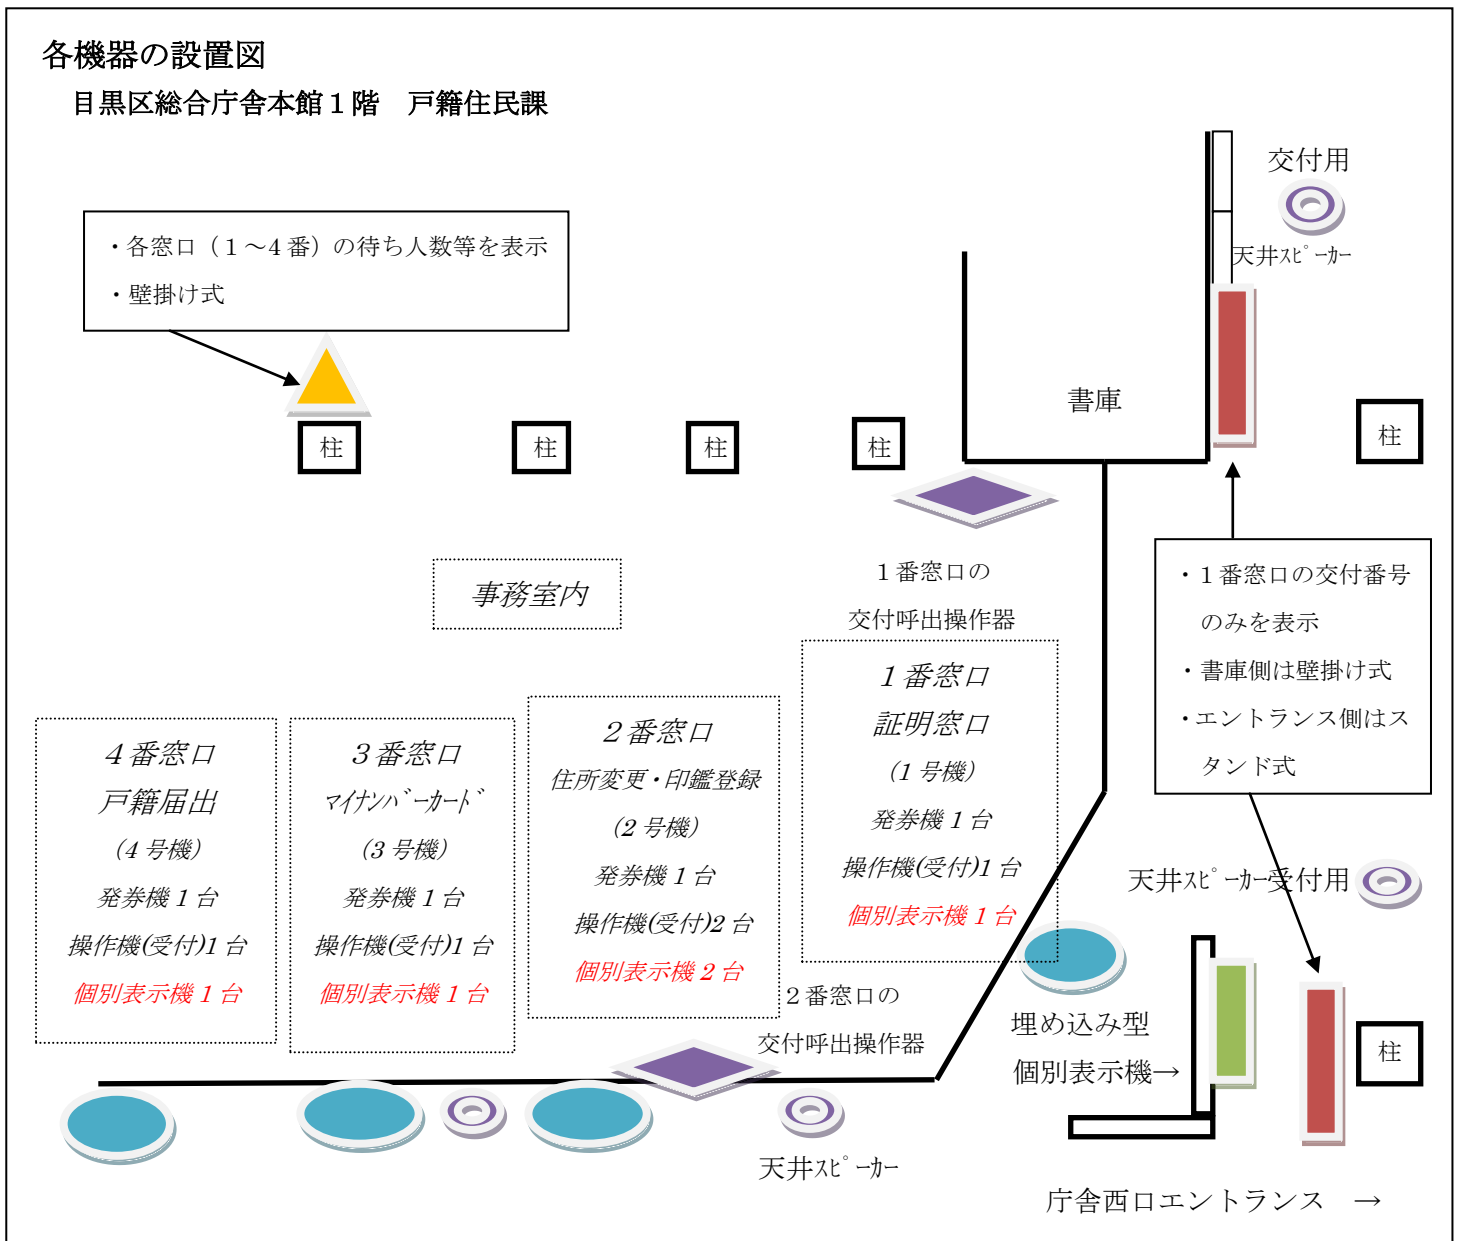 各機器の設置図
目黒区総合庁舎本館１階　戸籍住民課
交付用
天井ｽﾋﾟｰｶｰ
・各窓口（１～４番）の待ち人数等を表示
・壁掛け式
書庫
柱
柱
柱
柱
柱
事務室内
１番窓口の
交付呼出操作器
・１番窓口の交付番号
のみを表示
・書庫側は壁掛け式
・エントランス側はス
タンド式
４番窓口
戸籍届出
（４号機）
発券機１台
操作機(受付)1台
個別表示機１台
３番窓口
ﾏｲﾅﾝﾊﾞｰｶｰﾄﾞ
（３号機）
発券機１台
操作機(受付)1台
個別表示機１台
２番窓口
住所変更・印鑑登録
（２号機）
発券機１台
操作機(受付)2台
個別表示機２台
１番窓口
証明窓口
（１号機）
発券機１台
操作機(受付)1台
個別表示機１台
天井ｽﾋﾟｰｶｰ受付用
２番窓口の
交付呼出操作器
埋め込み型
個別表示機→
柱
天井ｽﾋﾟｰｶｰ
庁舎西口エントランス　→